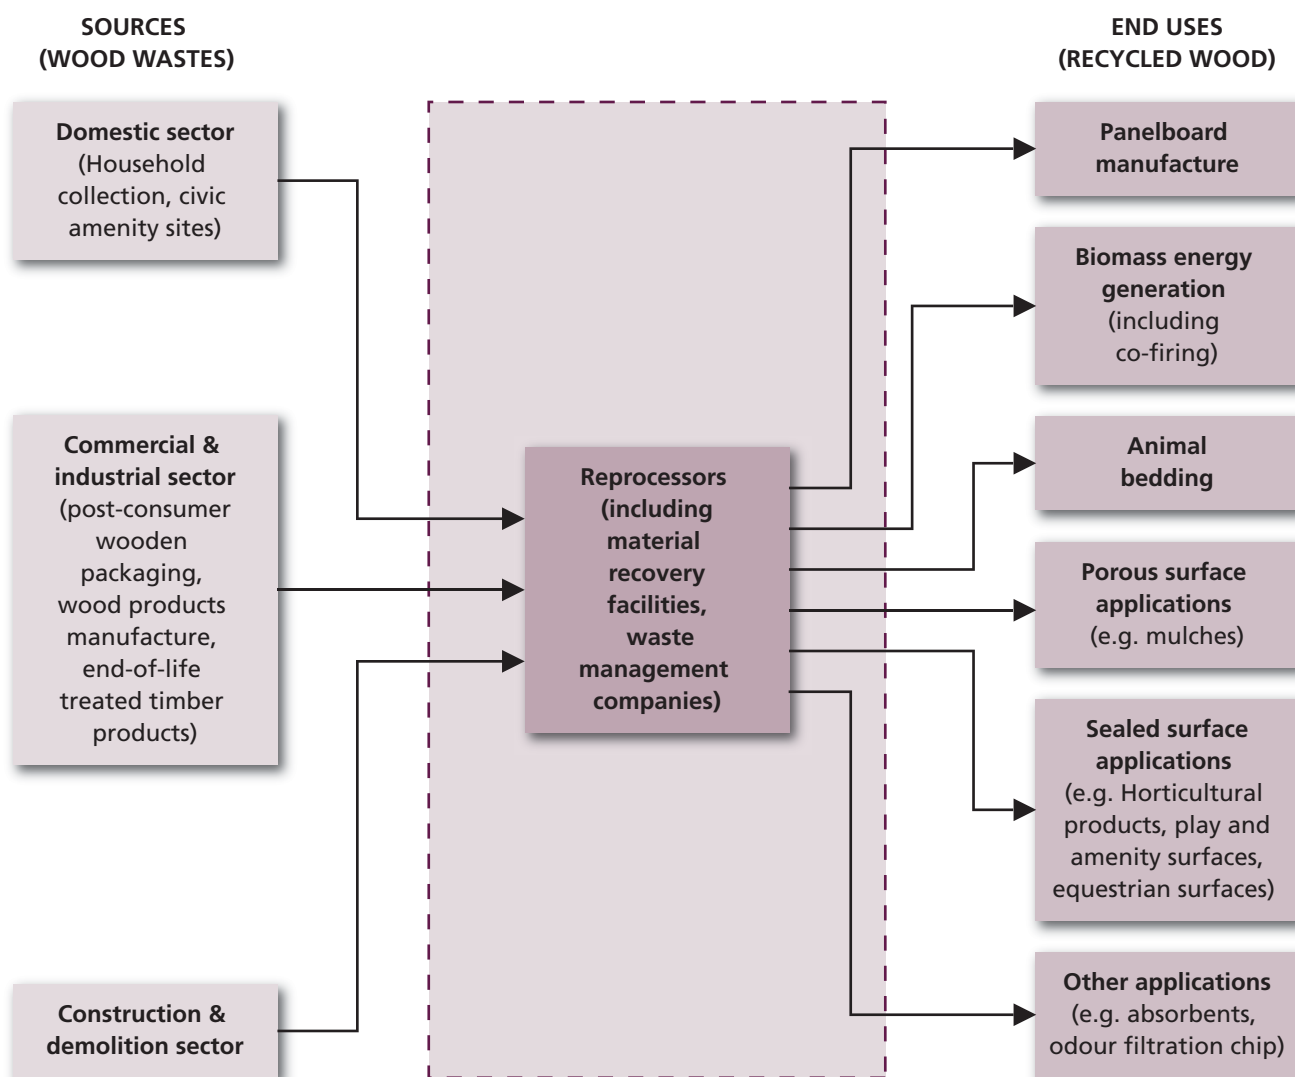 SOURCES
(WOOD WASTES)
Domestic sector
(Household
collection, civic
amenity sites)
Commercial &
industrial sector
(post-consumer
wooden
packaging,
wood products
manufacture,
end-of-life
treated timber
products)
Construction &
demolition sector
Reprocessors
(including
material
recovery
facilities,
waste
management
companies)
END USES
(RECYCLED WOOD)
Panelboard
manufacture
Biomass energy
generation
(including
co-firing)
Animal
bedding
Porous surface
applications
(e.g. mulches)
Sealed surface
applications
(e.g. Horticultural
products, play and
amenity surfaces,
equestrian surfaces)
Other applications
(e.g. absorbents,
odour filtration chip)